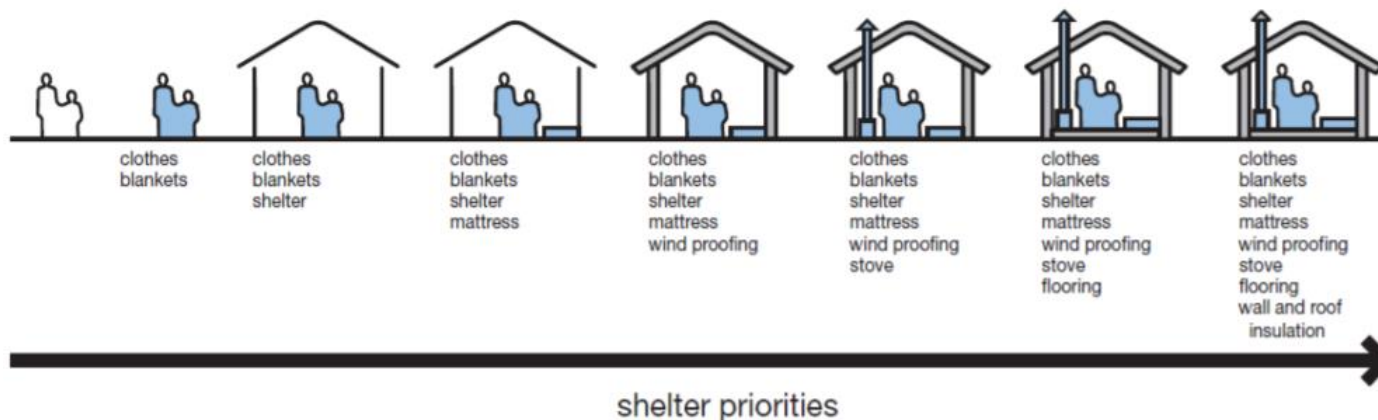 clothes
blankets
clothes
blankets
shelter
clothes
blankets
shelter
mattress
clothes
blankets
shelter
mattress
wind proofing
clothes
blankets
shelter
mattress
wind proofing
stove
clothes
blankets
shelter
mattress
wind proofing
stove
flooring
clothes
blankets
shelter
mattress
wind proofing
stove
flooring
wall and roof
insulation
shelter priorities